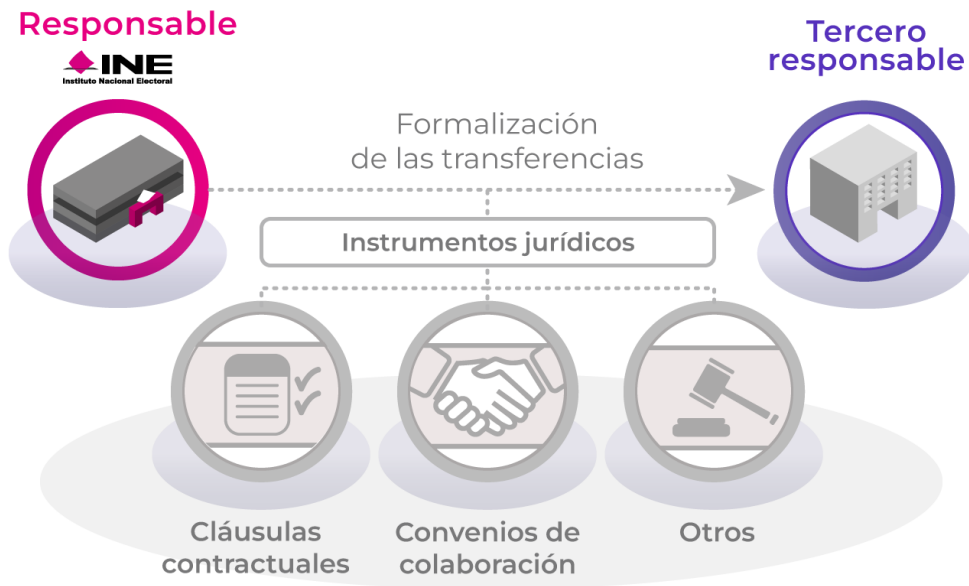 Responsable
INE
Instituto Nacional Electoral
Tercero
responsable
Formalización
de las transferencias
Instrumentos jurídicos
Cláusulas
contractuales
Convenios de
colaboración
Otros